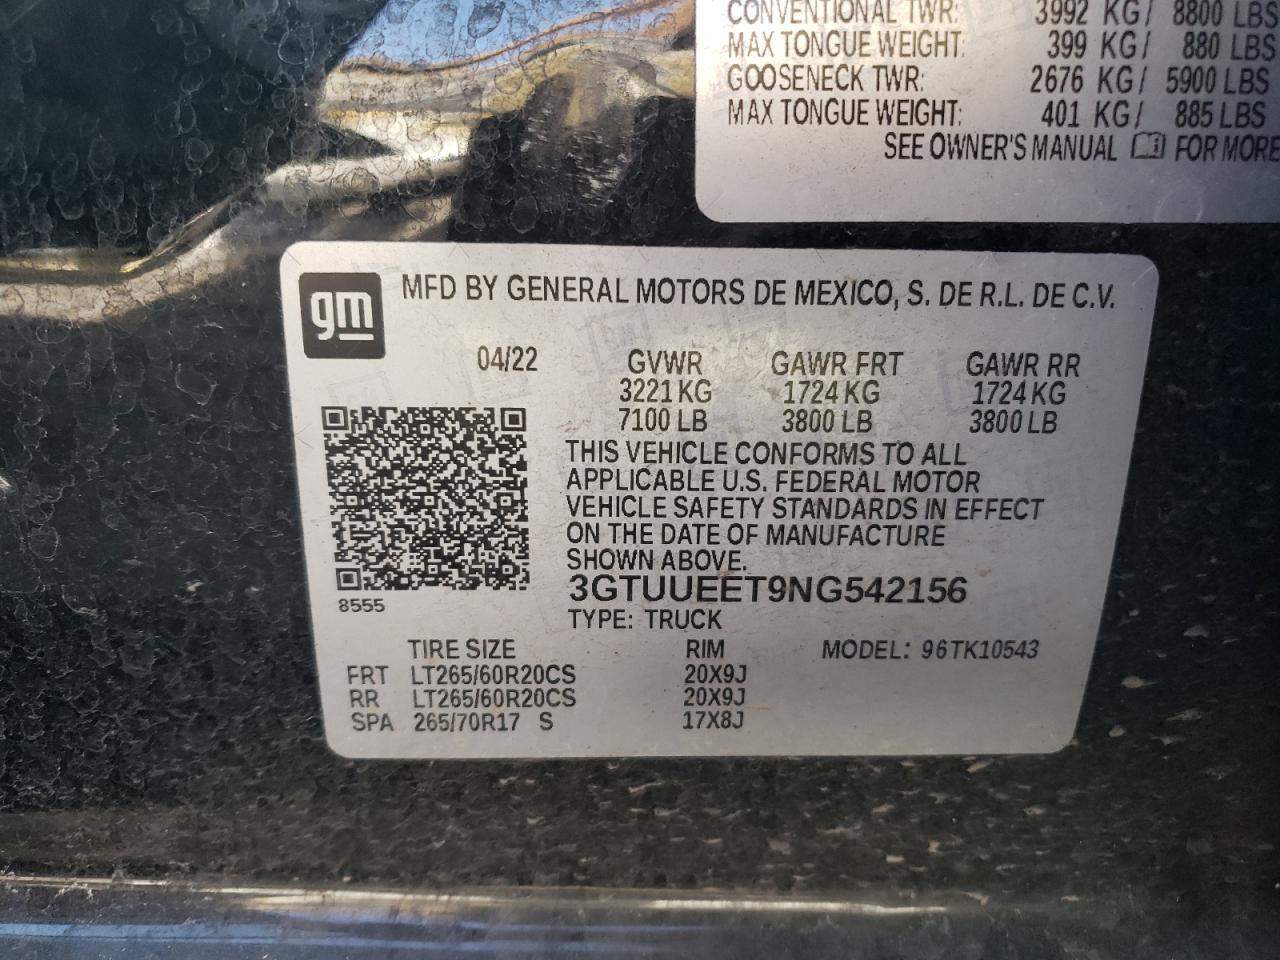 CONVENTIONAL TWR: 3992 KG/ 8800 LBS
MAX TONGUE WEIGHT: 399 KG/ 880 LBS
GOOSENECK TWR: 2676 KG/ 5900 LBS
MAX TONGUE WEIGHT: 401 KG/ 885 LBS
SEE OWNER'S MANUAL FOR MORE
gm
MFD BY GENERAL MOTORS DE MEXICO, S. DE R.L. DE C.V.
04/22 GVWR GAWR FRT GAWR RR
3221 KG 1724 KG 1724 KG
7100 LB 3800 LB 3800 LB
THIS VEHICLE CONFORMS TO ALL
APPLICABLE U.S. FEDERAL MOTOR
VEHICLE SAFETY STANDARDS IN EFFECT
ON THE DATE OF MANUFACTURE
SHOWN ABOVE.
3GTUUEET9NG542156
8555
TYPE: TRUCK
TIRE SIZE RIM MODEL: 96TK10543
FRT LT265/60R20CS 20X9J
RR LT265/60R20CS 20X9J
SPA 265/70R17 S 17X8J